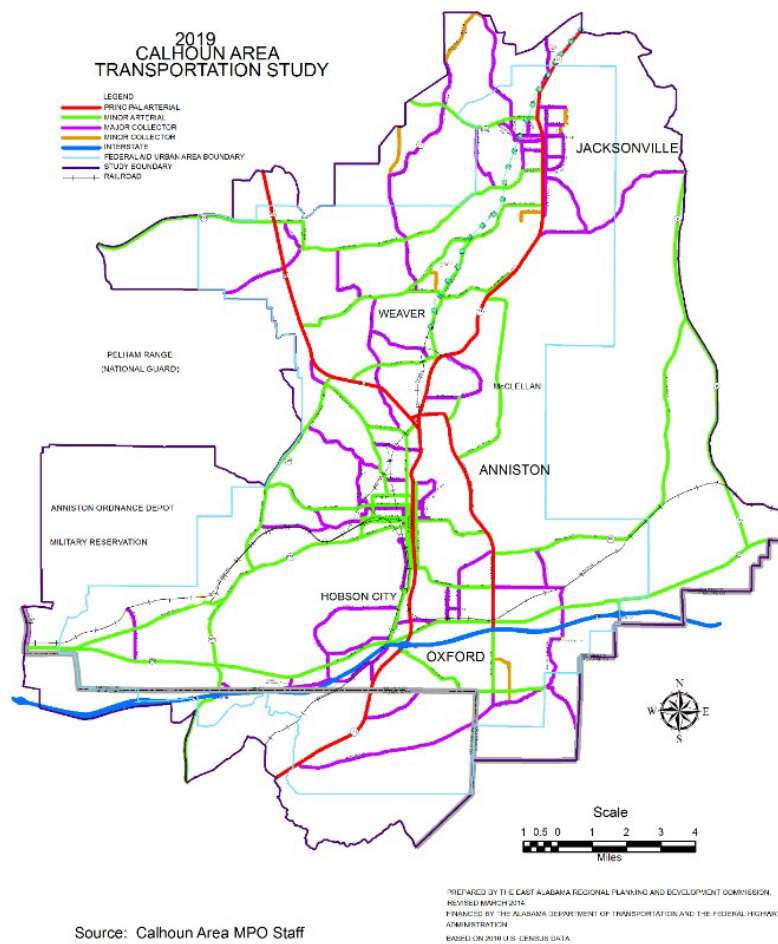 2019
CALHOUN AREA
TRANSPORTATION STUDY
LEGEND
PRINCIPAL ARTERIAL
MINOR ARTERIAL
MAJOR COLLECTOR
MINOR COLLECTOR
INTERSTATE
FEDERAL AID URBAN AREA BOUNDARY
STUDY BOUNDARY
RAILROAD
JACKSONVILLE
WEAVER
PELHAM RANGE
(NATIONAL GUARD)
McCLELLAN
ANNISTON
ANNISTON ORDNANCE DEPOT
MILITARY RESERVATION
HOBSON CITY
OXFORD
N
W E
S
Scale
1 0.5 0 1 2 3 4
Miles
PREPARED BY THE EAST ALABAMA REGIONAL PLANNING AND DEVELOPMENT COMMISSION,
REVISED MARCH 2014.
FINANCED BY THE ALABAMA DEPARTMENT OF TRANSPORTATION AND THE FEDERAL HIGHWAY
ADMINISTRATION
BASED ON 2010 U.S. CENSUS DATA.
Source: Calhoun Area MPO Staff